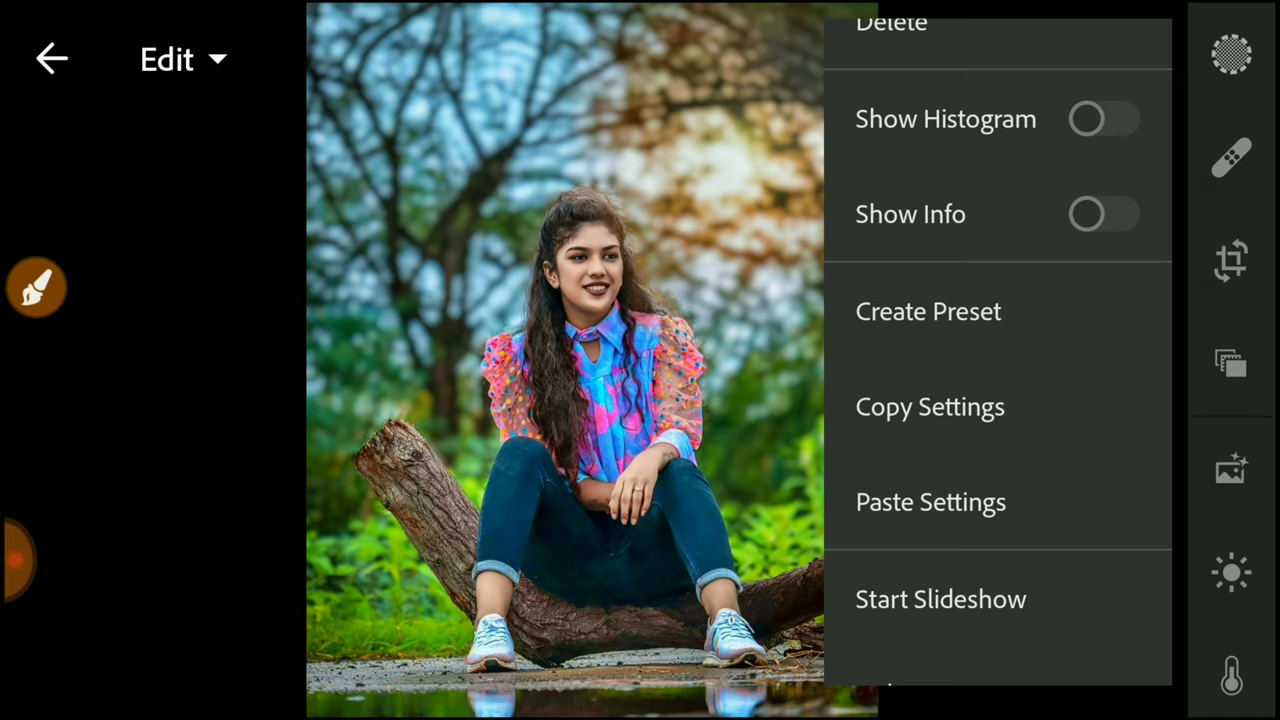 Edit
Delete
Show Histogram
Show Info
Create Preset
Copy Settings
Paste Settings
Start Slideshow